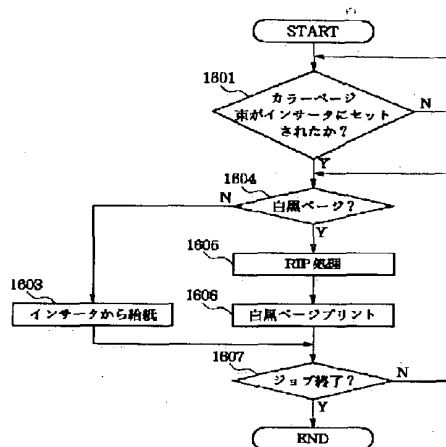 START
1601
カラーページ
束がインサータにセット
されたか？
N
Y
1604
白黒ページ？
N
Y
1605
RIP処理
1603
インサータから給紙
1606
白黒ページプリント
1607
ジョブ終了？
N
Y
END